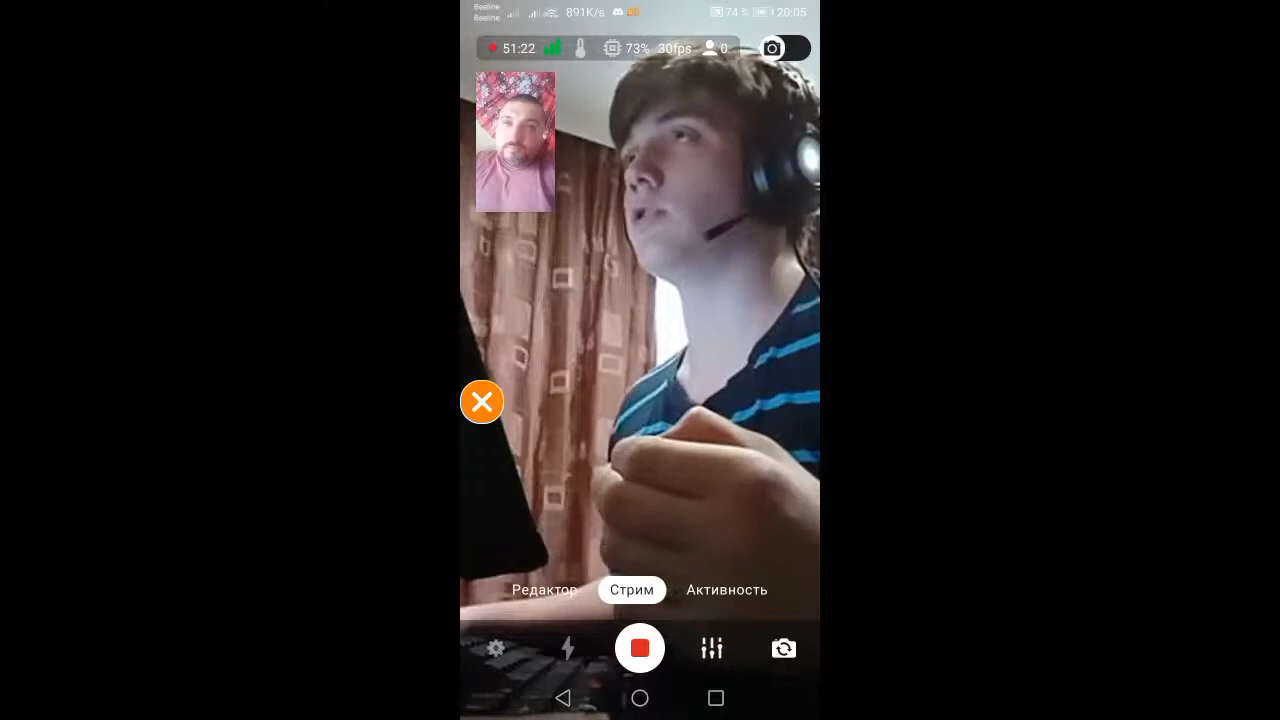 Beeline
Beeline
891K/s
74 %
20:05
51:22
73%
30fps
0
Редактор
Стрим
Активность